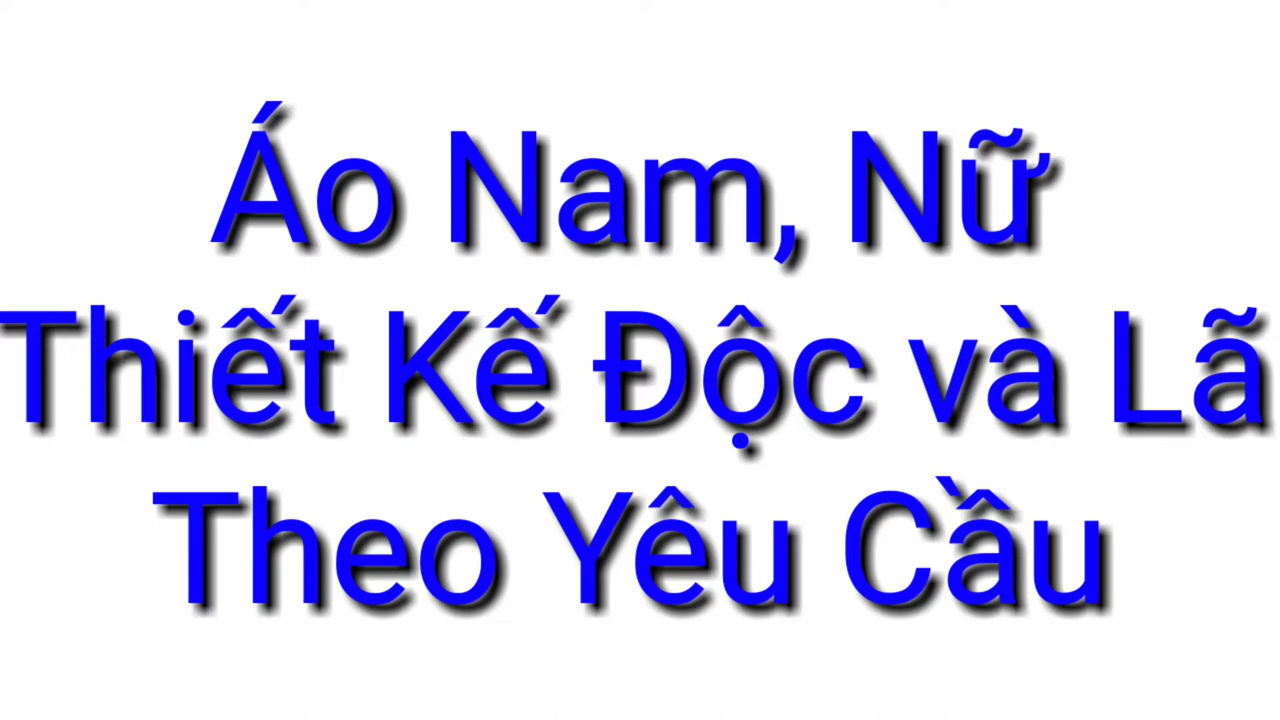 Áo Nam, Nữ
Thiết Kế Độc và Lã
Theo Yêu Cầu